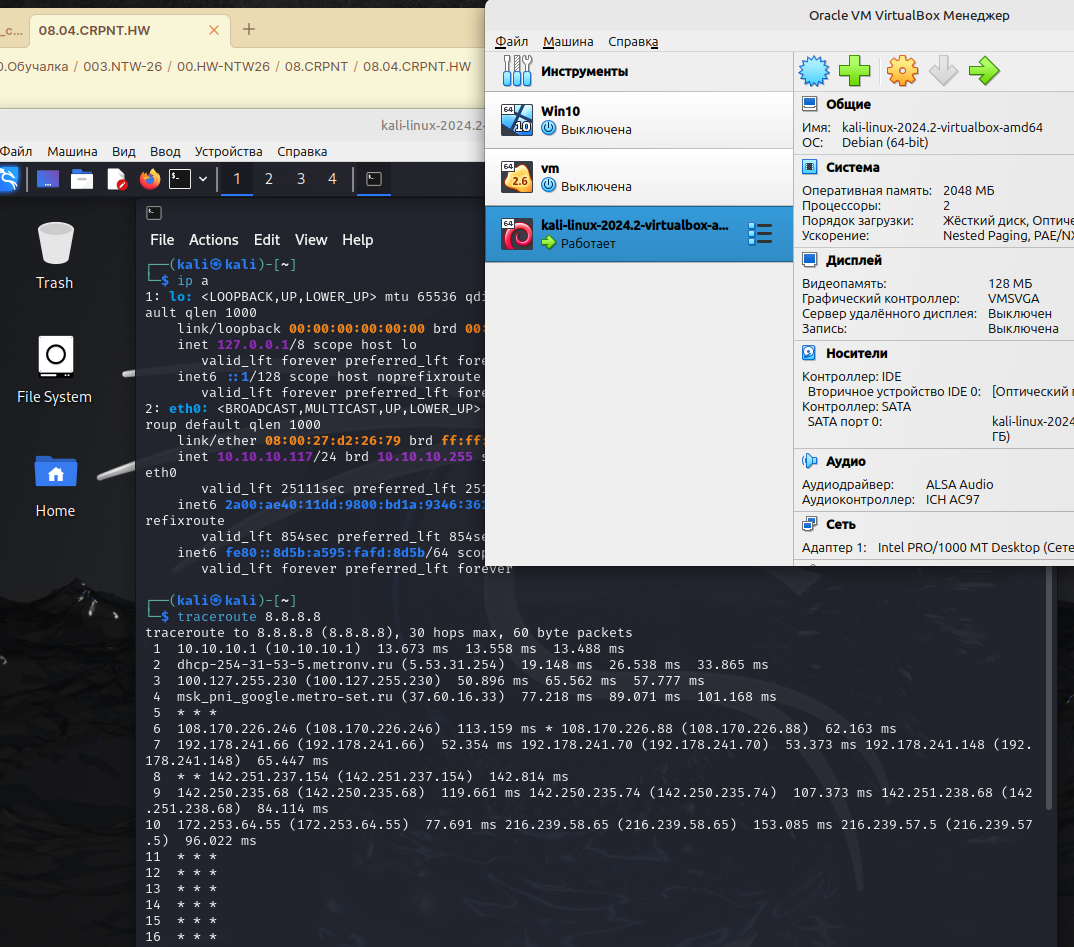 _c...
08.04.CRPNT.HW
0.Обучалка / 003.NTW-26 / 00.HW-NTW26 / 08.CRPNT / 08.04.CRPNT.HW
kali-linux-2024.2-
Файл Машина Вид Ввод Устройства Справка
1 2 3 4
Trash
File System
Home
File Actions Edit View Help
┌──(kali㉿kali)-[~]
└─$ ip a
1: lo: <LOOPBACK,UP,LOWER_UP> mtu 65536 qdi
ault qlen 1000
link/loopback 00:00:00:00:00:00 brd 00:
inet 127.0.0.1/8 scope host lo
valid_lft forever preferred_lft fore
inet6 ::1/128 scope host noprefixroute
valid_lft forever preferred_lft fore
2: eth0: <BROADCAST,MULTICAST,UP,LOWER_UP>
roup default qlen 1000
link/ether 08:00:27:d2:26:79 brd ff:ff:
inet 10.10.10.117/24 brd 10.10.10.255 s
eth0
valid_lft 25111sec preferred_lft 251
inet6 2a00:ae40:11dd:9800:bd1a:9346:361
refixroute
valid_lft 854sec preferred_lft 854se
inet6 fe80::8d5b:a595:fafd:8d5b/64 scop
valid_lft forever preferred_lft forever
┌──(kali㉿kali)-[~]
└─$ traceroute 8.8.8.8
traceroute to 8.8.8.8 (8.8.8.8), 30 hops max, 60 byte packets
1 10.10.10.1 (10.10.10.1) 13.673 ms 13.558 ms 13.488 ms
2 dhcp-254-31-53-5.metronv.ru (5.53.31.254) 19.148 ms 26.538 ms 33.865 ms
3 100.127.255.230 (100.127.255.230) 50.896 ms 65.562 ms 57.777 ms
4 msk_pni_google.metro-set.ru (37.60.16.33) 77.218 ms 89.071 ms 101.168 ms
5 * * *
6 108.170.226.246 (108.170.226.246) 113.159 ms * 108.170.226.88 (108.170.226.88) 62.163 ms
7 192.178.241.66 (192.178.241.66) 52.354 ms 192.178.241.70 (192.178.241.70) 53.373 ms 192.178.241.148 (192.
178.241.148) 65.447 ms
8 * * 142.251.237.154 (142.251.237.154) 142.814 ms
9 142.250.235.68 (142.250.235.68) 119.661 ms 142.250.235.74 (142.250.235.74) 107.373 ms 142.251.238.68 (142
.251.238.68) 84.114 ms
10 172.253.64.55 (172.253.64.55) 77.691 ms 216.239.58.65 (216.239.58.65) 153.085 ms 216.239.57.5 (216.239.57
.5) 96.022 ms
11 * * *
12 * * *
13 * * *
14 * * *
15 * * *
16 * * *
Oracle VM VirtualBox Менеджер
Файл Машина Справка
Инструменты
64
10
Win10
Выключена
64
2.6
vm
Выключена
64
kali-linux-2024.2-virtualbox-a...
Работает
Общие
Имя: kali-linux-2024.2-virtualbox-amd64
ОС: Debian (64-bit)
Система
Оперативная память: 2048 МБ
Процессоры: 2
Порядок загрузки: Жёсткий диск, Оптиче
Ускорение: Nested Paging, PAE/NX
Дисплей
Видеопамять: 128 МБ
Графический контроллер: VMSVGA
Сервер удалённого дисплея: Выключен
Запись: Выключена
Носители
Контроллер: IDE
Вторичное устройство IDE 0: [Оптический п
Контроллер: SATA
SATA порт 0: kali-linux-2024
ГБ)
Аудио
Аудиодрайвер: ALSA Audio
Аудиоконтроллер: ICH AC97
Сеть
Адаптер 1: Intel PRO/1000 MT Desktop (Сете